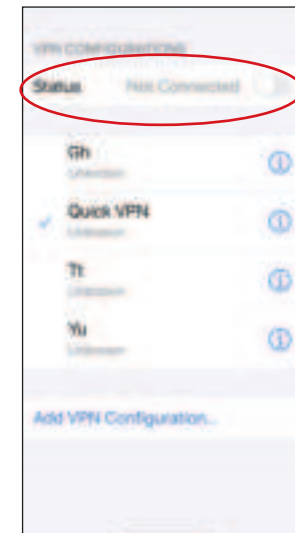 VPN CONFIGURATIONS
Status Not Connected
Gh
Unknown
Quick VPN
Unknown
Tt
Unknown
Yu
Unknown
Add VPN Configuration...